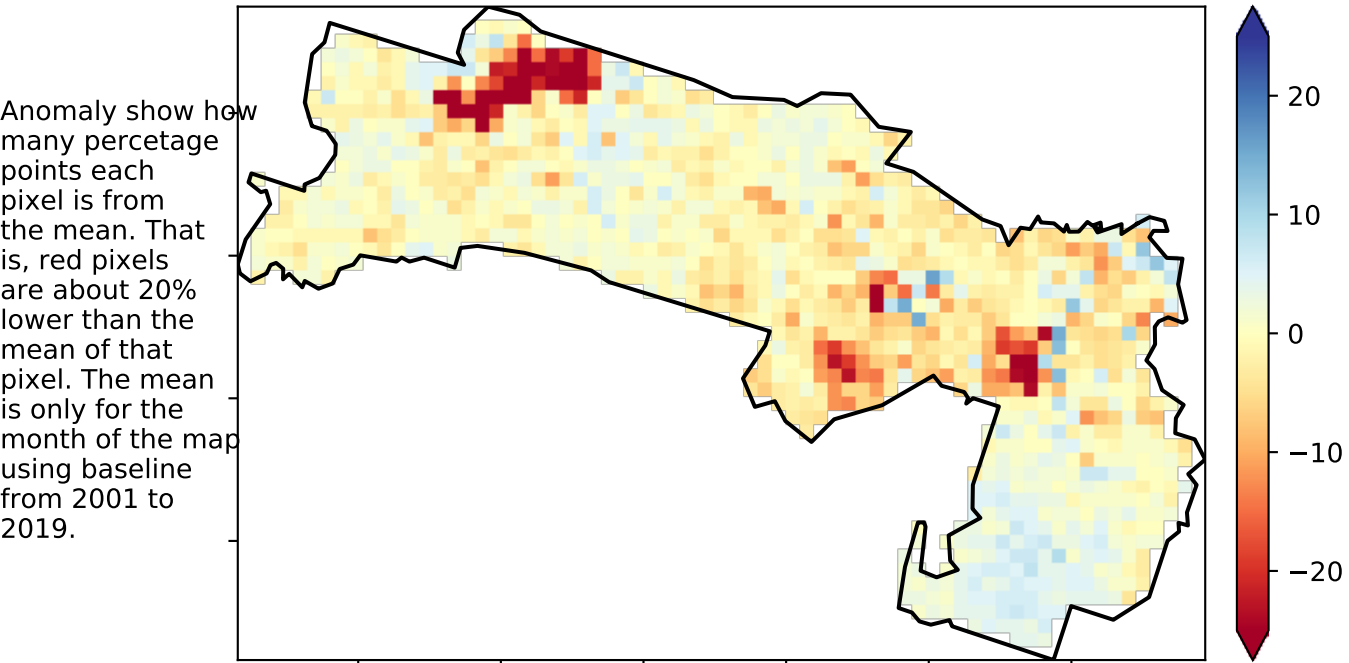 Anomaly show how
many percetage
points each
pixel is from
the mean. That
is, red pixels
are about 20%
lower than the
mean of that
pixel. The mean
is only for the
month of the map
using baseline
from 2001 to
2019.
20
10
0
−10
−20